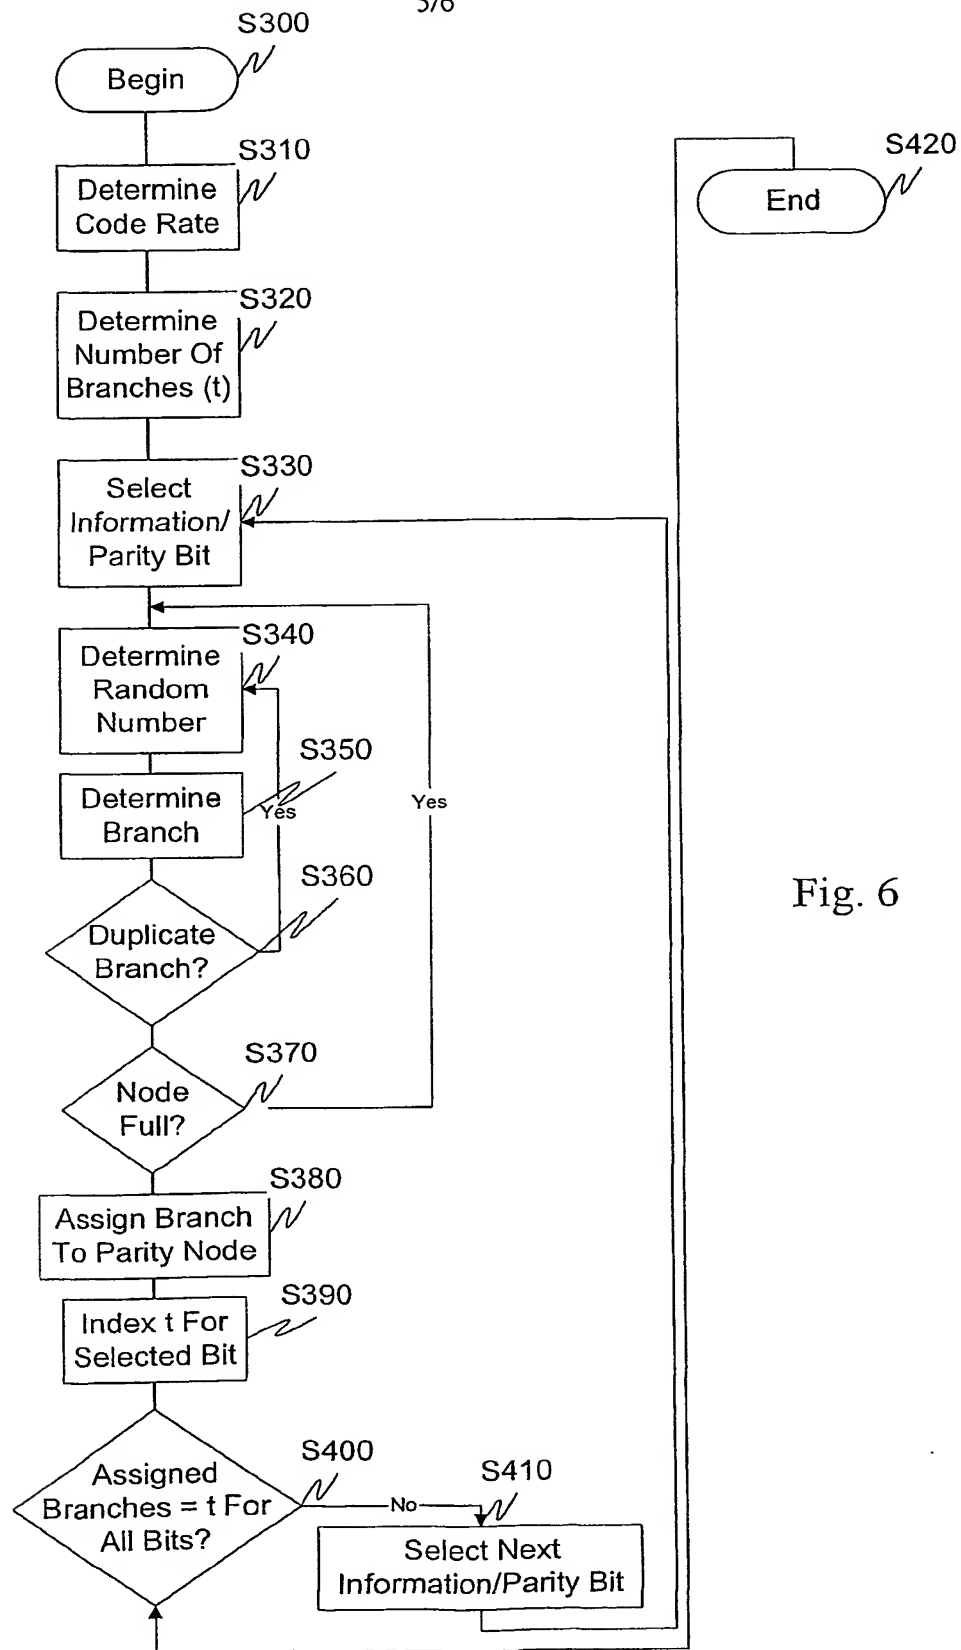 5/6
S300
Begin
S310
Determine
Code Rate
S420
End
S320
Determine
Number Of
Branches (t)
S330
Select
Information/
Parity Bit
S340
Determine
Random
Number
S350
Determine
Branch
Yes
Yes
S360
Duplicate
Branch?
Fig. 6
S370
Node
Full?
S380
Assign Branch
To Parity Node
S390
Index t For
Selected Bit
S400
Assigned
Branches = t For
All Bits?
No
S410
Select Next
Information/Parity Bit